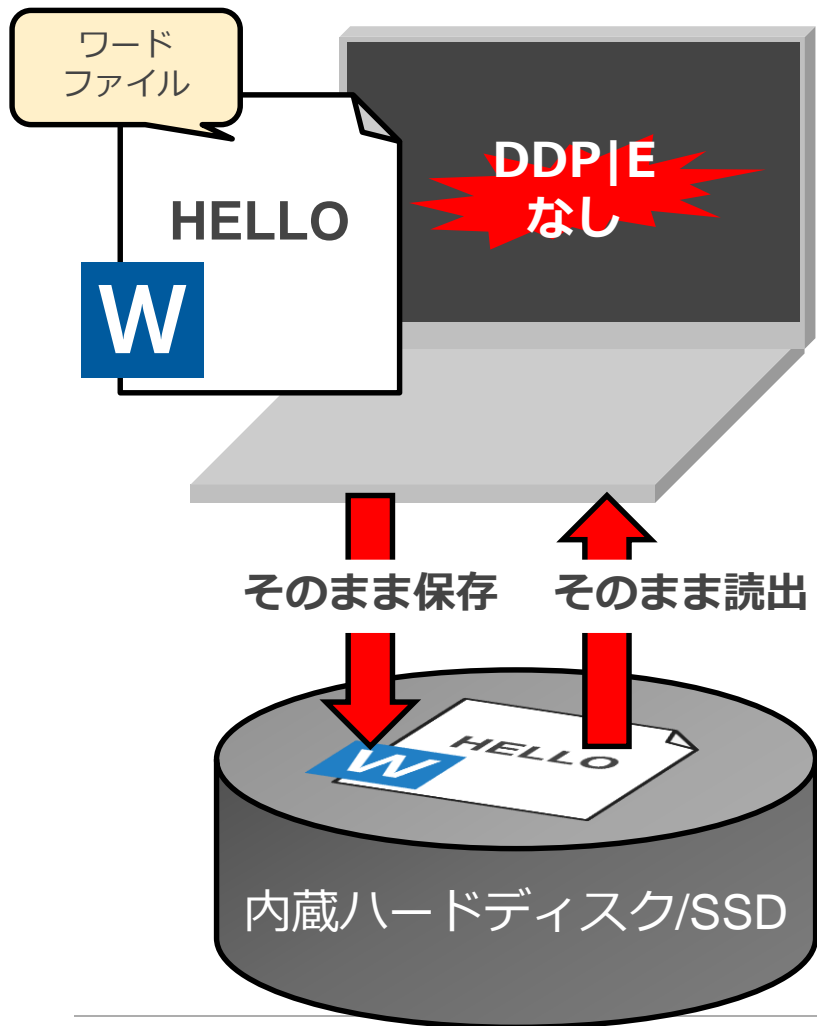 ワード
ファイル
HELLO
W
DDP|E
なし
そのまま保存
そのまま読出
W
HELLO
内蔵ハードディスク/SSD